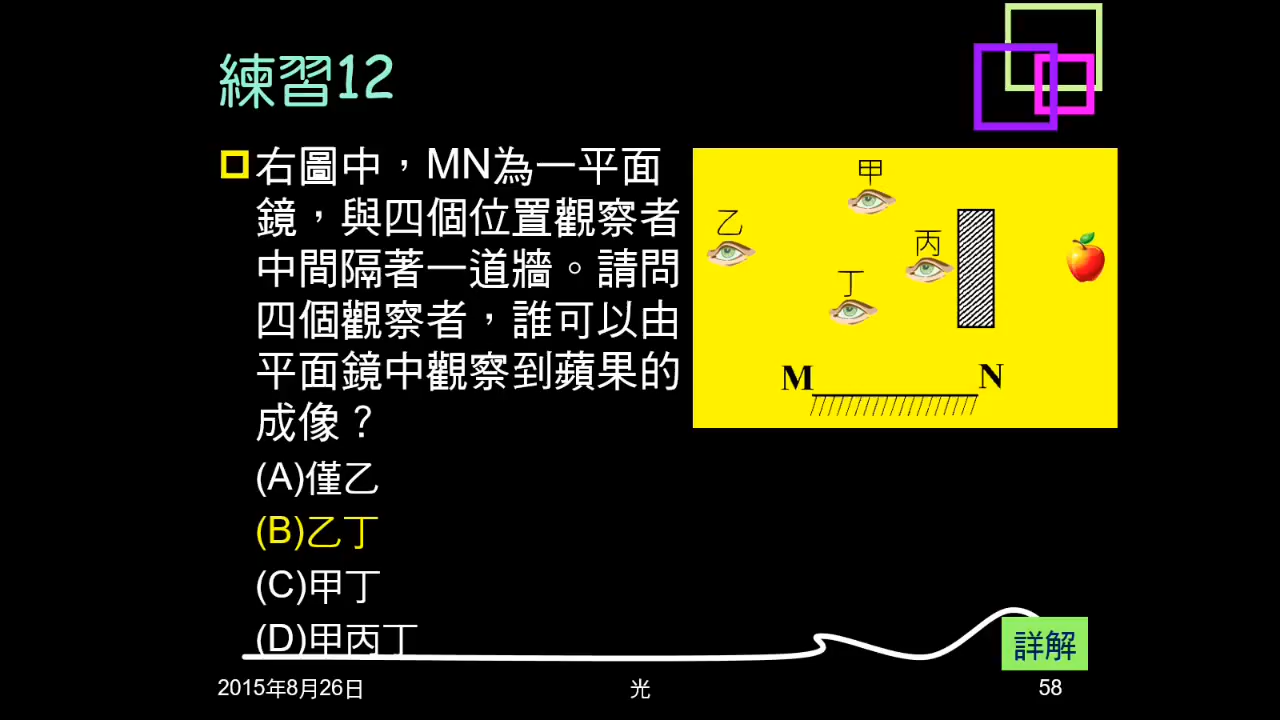 練習12
右圖中，MN為一平面
鏡，與四個位置觀察者
中間隔著一道牆。請問
四個觀察者，誰可以由
平面鏡中觀察到蘋果的
成像？
(A)僅乙
(B)乙丁
(C)甲丁
(D)甲丙丁
甲
乙
丙
丁
M
N
詳解
2015年8月26日
光
58